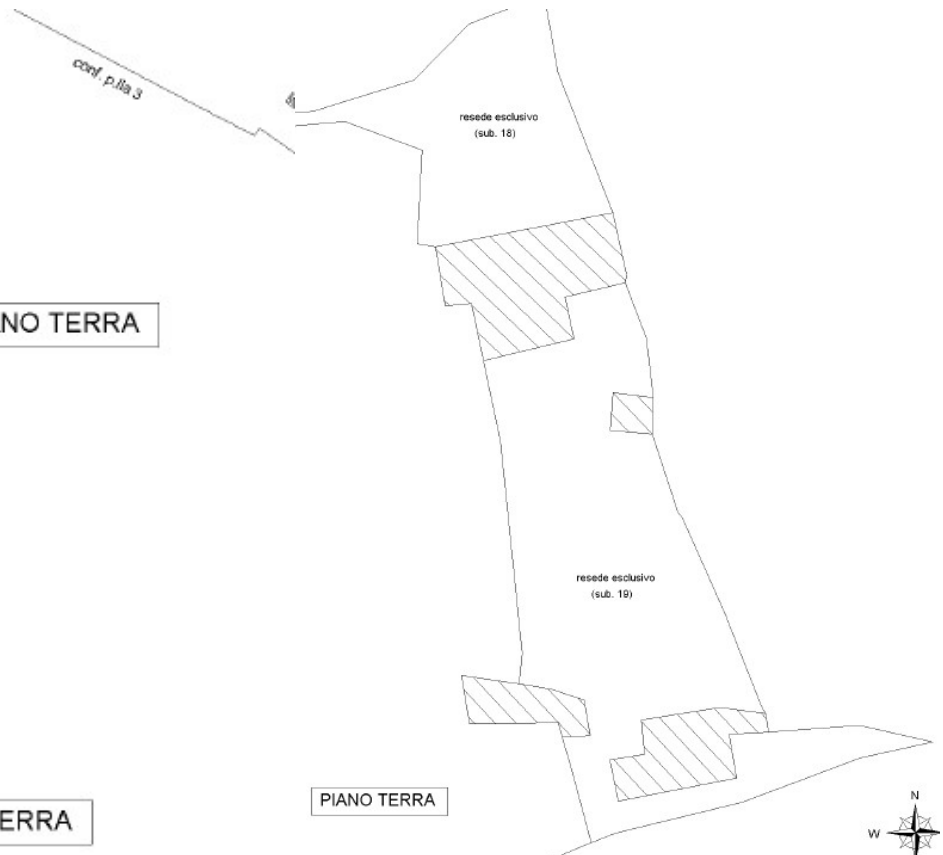 conf. p.lla 3
resede esclusivo
(sub. 18)
NO TERRA
resede esclusivo
(sub. 19)
PIANO TERRA
ERRA
N
W